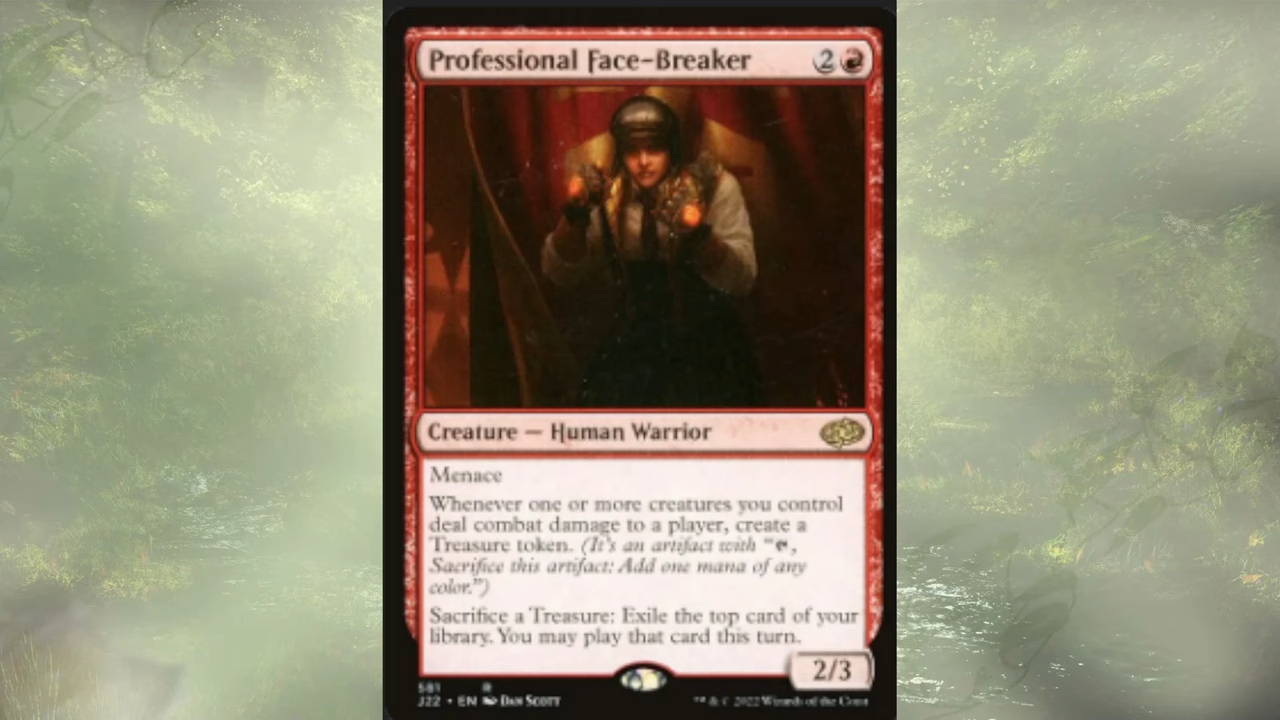 Professional Face-Breaker 2
Creature — Human Warrior
Menace
Whenever one or more creatures you control
deal combat damage to a player, create a
Treasure token. (It's an artifact with “,
Sacrifice this artifact: Add one mana of any
color.”)
Sacrifice a Treasure: Exile the top card of your
library. You may play that card this turn.
2/3
581 R
J22 • EN Dan Scott
™ & © 2022 Wizards of the Coast